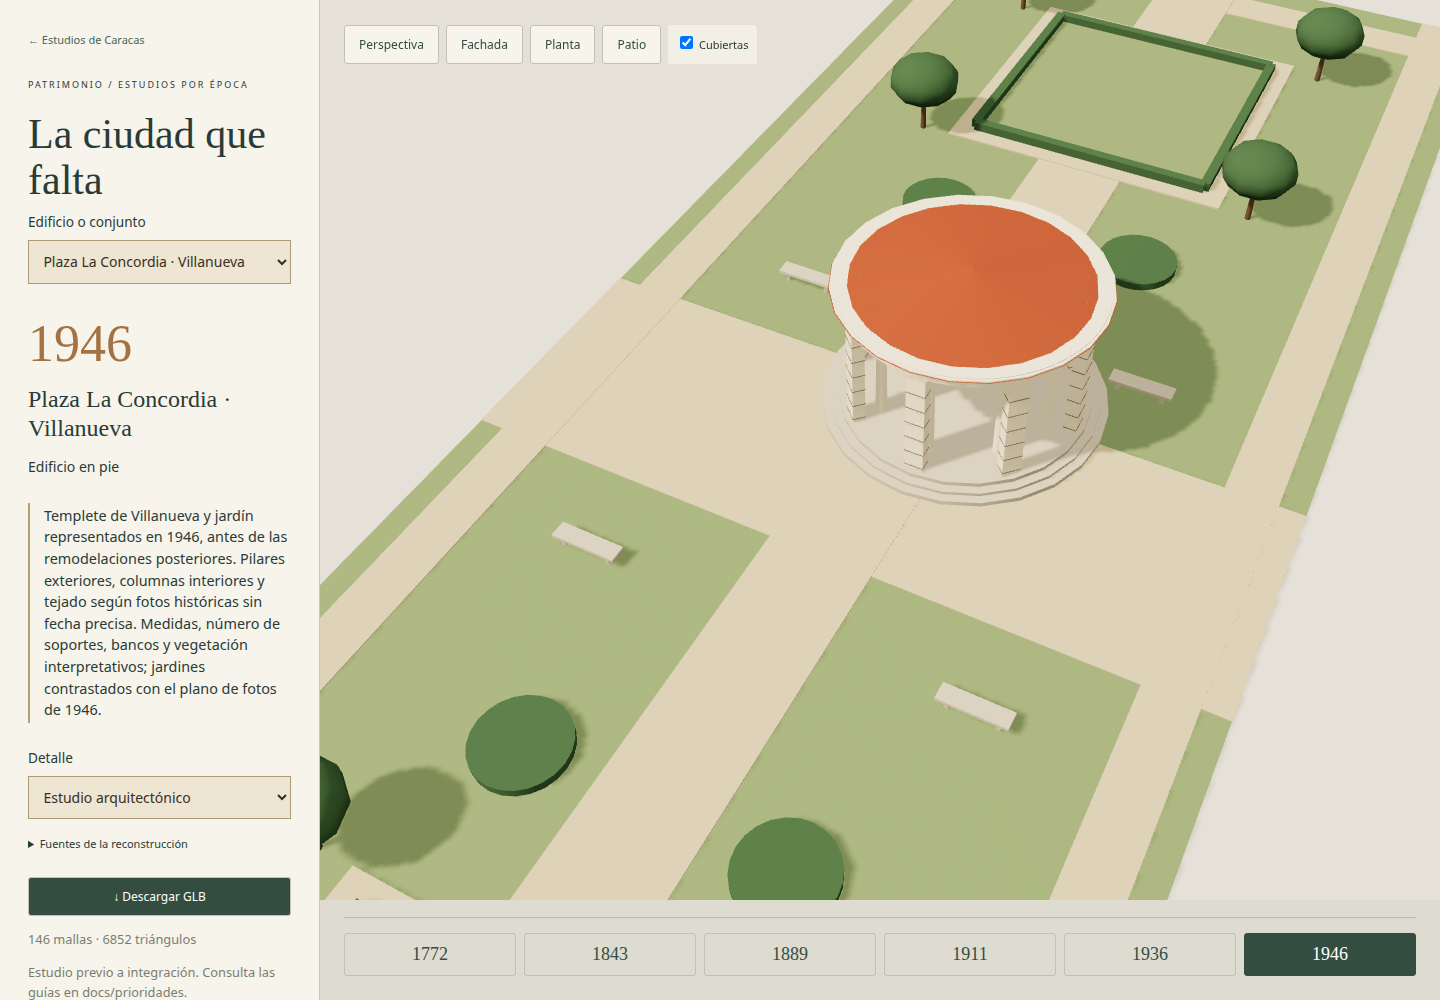 ← Estudios de Caracas
PATRIMONIO / ESTUDIOS POR ÉPOCA
La ciudad que
falta
Edificio o conjunto
Plaza La Concordia · Villanueva
1946
Plaza La Concordia ·
Villanueva
Edificio en pie
Templete de Villanueva y jardín
representados en 1946, antes de las
remodelaciones posteriores. Pilares
exteriores, columnas interiores y
tejado según fotos históricas sin
fecha precisa. Medidas, número de
soportes, bancos y vegetación
interpretativos; jardines
contrastados con el plano de fotos
de 1946.
Detalle
Estudio arquitectónico
Fuentes de la reconstrucción
↓ Descargar GLB
146 mallas · 6852 triángulos
Estudio previo a integración. Consulta las
guías en docs/prioridades.
Perspectiva
Fachada
Planta
Patio
Cubiertas
1772
1843
1889
1911
1936
1946